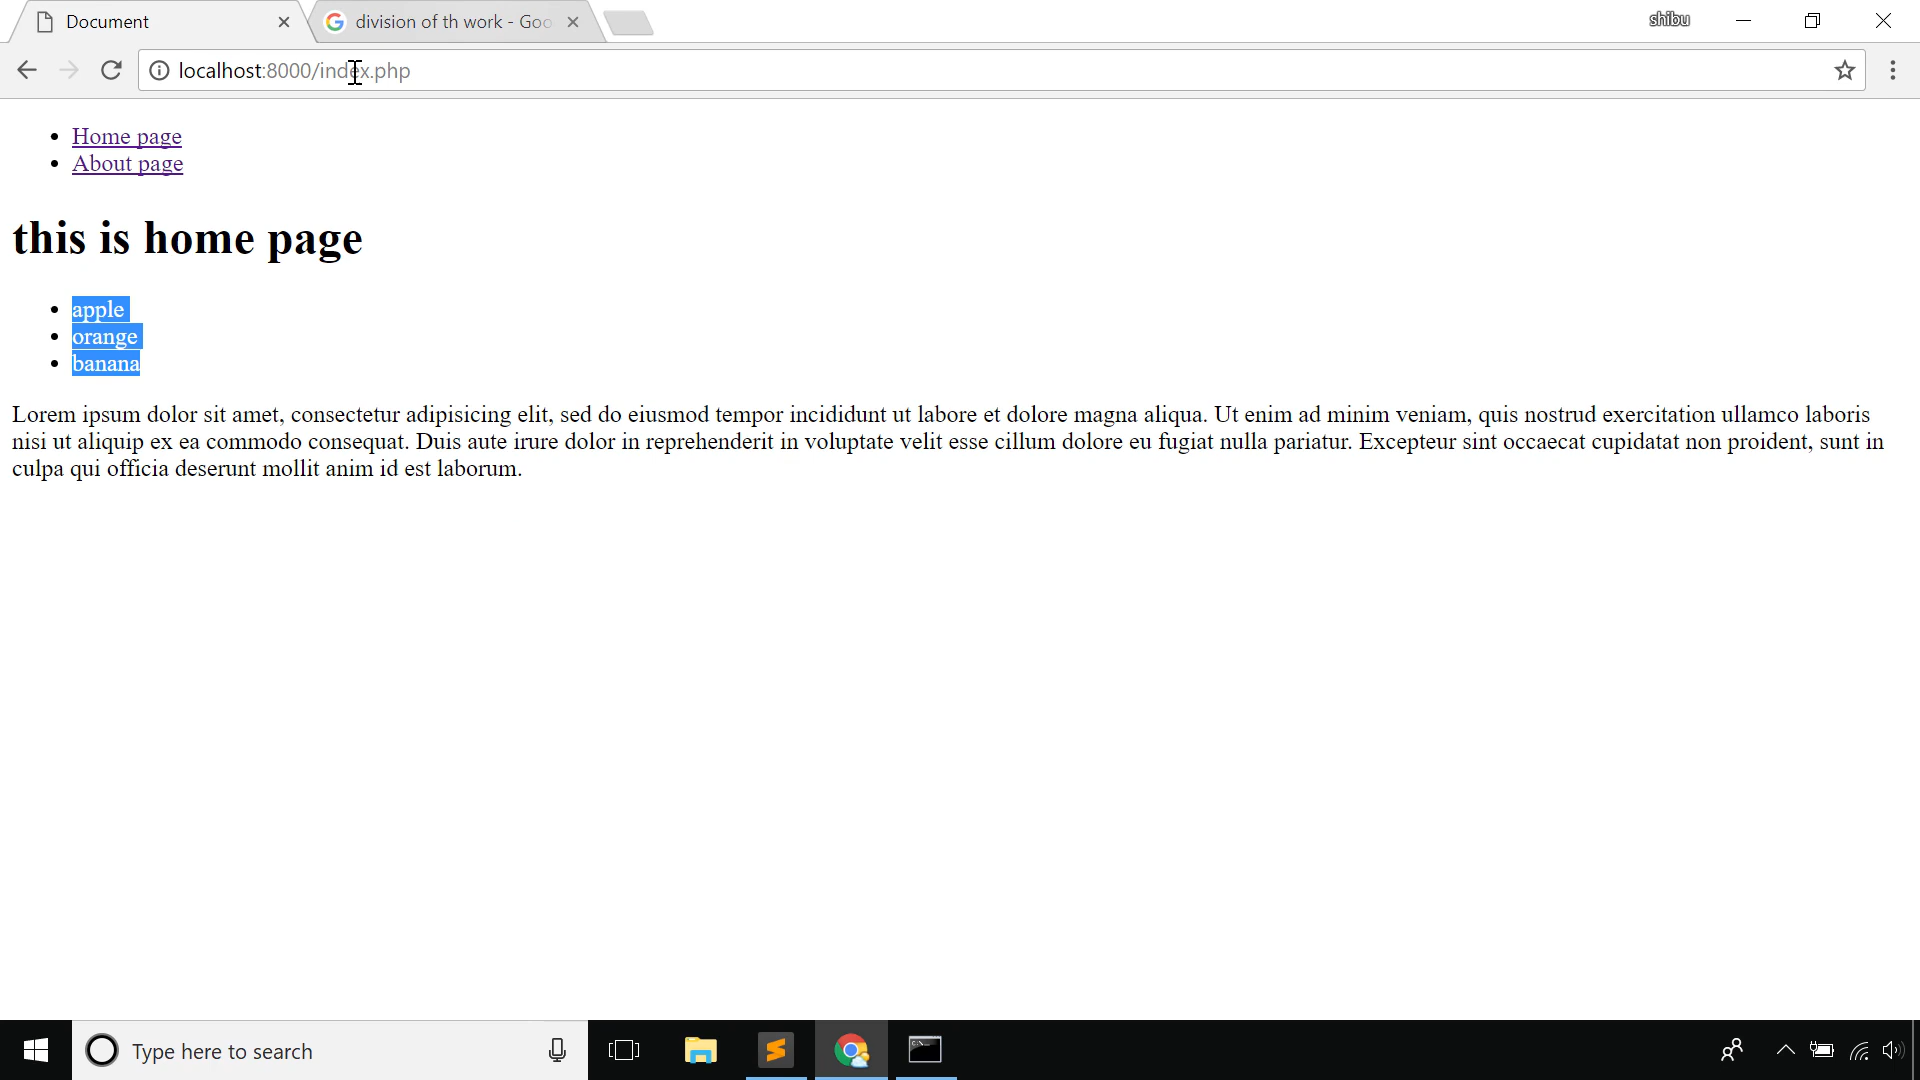 Document
division of th work - Goo
shibu
localhost:8000/index.php
Home page
About page
this is home page
apple
orange
banana
Lorem ipsum dolor sit amet, consectetur adipisicing elit, sed do eiusmod tempor incididunt ut labore et dolore magna aliqua. Ut enim ad minim veniam, quis nostrud exercitation ullamco laboris
nisi ut aliquip ex ea commodo consequat. Duis aute irure dolor in reprehenderit in voluptate velit esse cillum dolore eu fugiat nulla pariatur. Excepteur sint occaecat cupidatat non proident, sunt in
culpa qui officia deserunt mollit anim id est laborum.
Type here to search